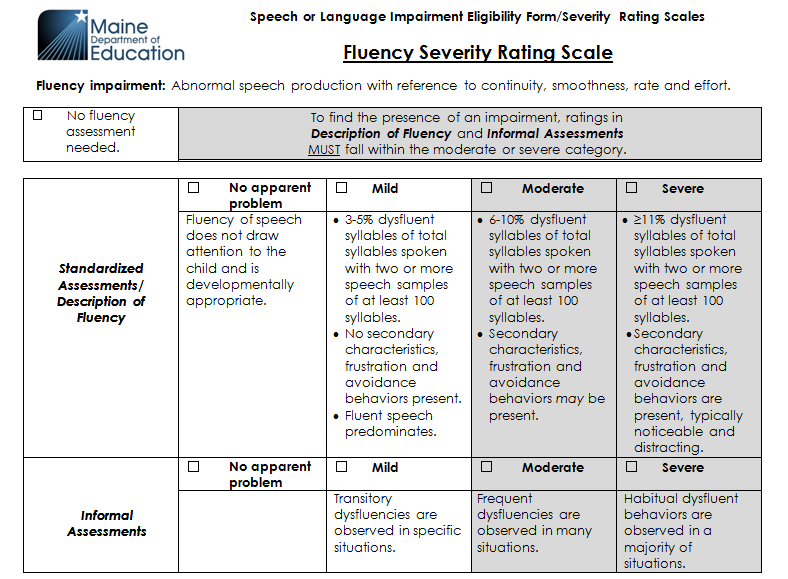 Maine
Department of
Education
Speech or Language Impairment Eligibility Form/Severity Rating Scales
Fluency Severity Rating Scale
Fluency impairment: Abnormal speech production with reference to continuity, smoothness, rate and effort.
☐ No fluency
assessment
needed.
To find the presence of an impairment, ratings in
Description of Fluency and Informal Assessments
MUST fall within the moderate or severe category.
☐ No apparent
problem
☐ Mild
☐ Moderate
☐ Severe
Standardized
Assessments/
Description of
Fluency
Fluency of speech
does not draw
attention to the
child and is
developmentally
appropriate.
• 3-5% dysfluent
syllables of total
syllables spoken
with two or more
speech samples
of at least 100
syllables.
• No secondary
characteristics,
frustration and
avoidance
behaviors present.
• Fluent speech
predominates.
• 6-10% dysfluent
syllables of total
syllables spoken
with two or more
speech samples
of at least 100
syllables.
• Secondary
characteristics,
frustration and
avoidance
behaviors may be
present.
• ≥11% dysfluent
syllables of total
syllables spoken
with two or more
speech samples
of at least 100
syllables.
• Secondary
characteristics,
frustration and
avoidance
behaviors are
present, typically
noticeable and
distracting.
☐ No apparent
problem
☐ Mild
☐ Moderate
☐ Severe
Informal
Assessments
Transitory
dysfluencies are
observed in specific
situations.
Frequent
dysfluencies are
observed in many
situations.
Habitual dysfluent
behaviors are
observed in a
majority of
situations.